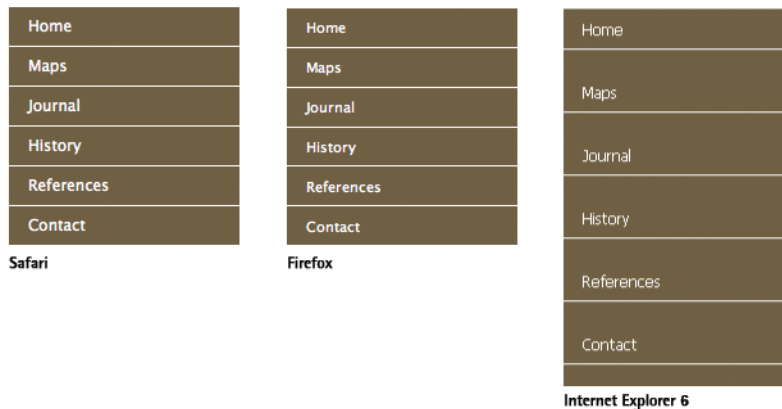 Home
Maps
Journal
History
References
Contact
Safari
Home
Maps
Journal
History
References
Contact
Firefox
Home
Maps
Journal
History
References
Contact
Internet Explorer 6